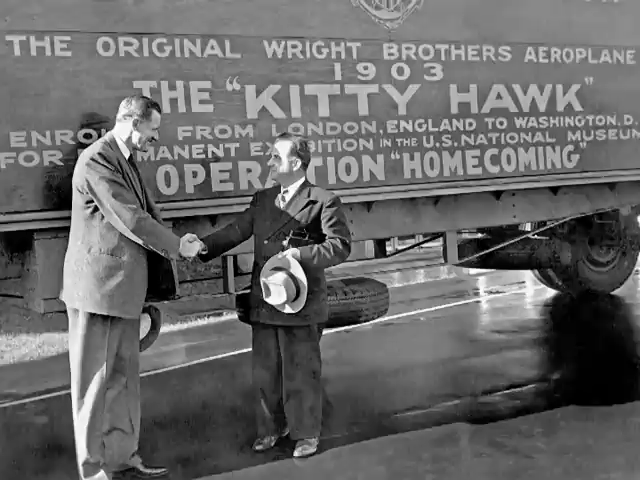 THE ORIGINAL WRIGHT BROTHERS AEROPLANE
1903
THE "KITTY HAWK"
FROM LONDON, ENGLAND TO WASHINGTON, D.
FOR EXHIBITION IN THE U.S. NATIONAL MUSEUM
OPERATION "HOMECOMING"